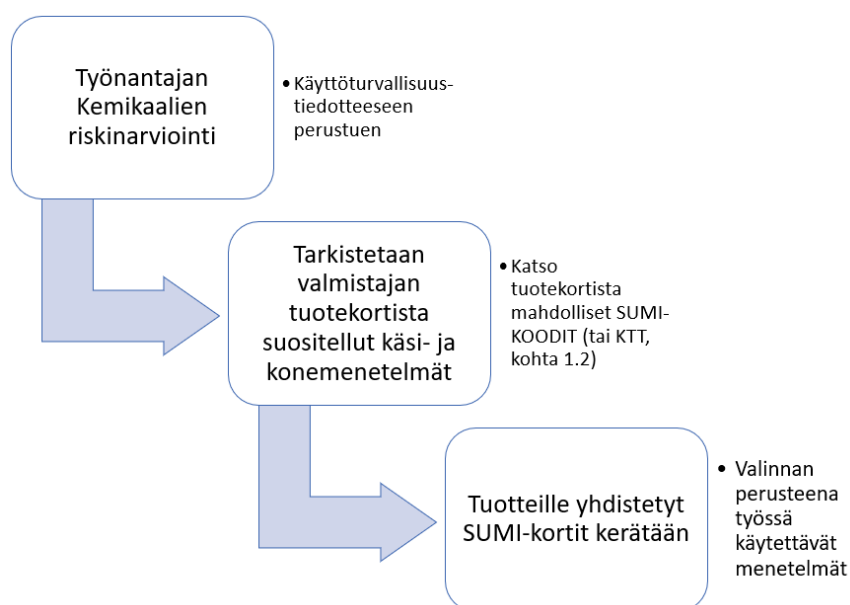 Työnantajan
Kemikaalien
riskinarviointi
• Käyttöturvallisuus-
tiedotteeseen
perustuen
Tarkistetaan
valmistajan
tuotekortista
suositellut käsi- ja
konemenetelmät
• Katso
tuotekortista
mahdolliset SUMI-
KOODIT (tai KTT,
kohta 1.2)
Tuotteille yhdistetyt
SUMI-kortit kerätään
• Valinnan
perusteena
työssä
käytettävät
menetelmät